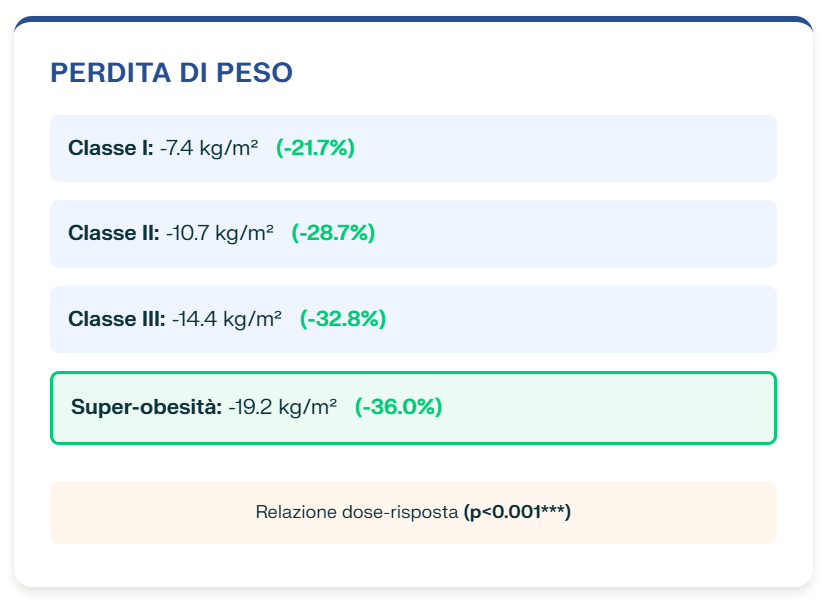 PERDITA DI PESO
Classe I: -7.4 kg/m² (-21.7%)
Classe II: -10.7 kg/m² (-28.7%)
Classe III: -14.4 kg/m² (-32.8%)
Super-obesità: -19.2 kg/m² (-36.0%)
Relazione dose-risposta (p<0.001***)